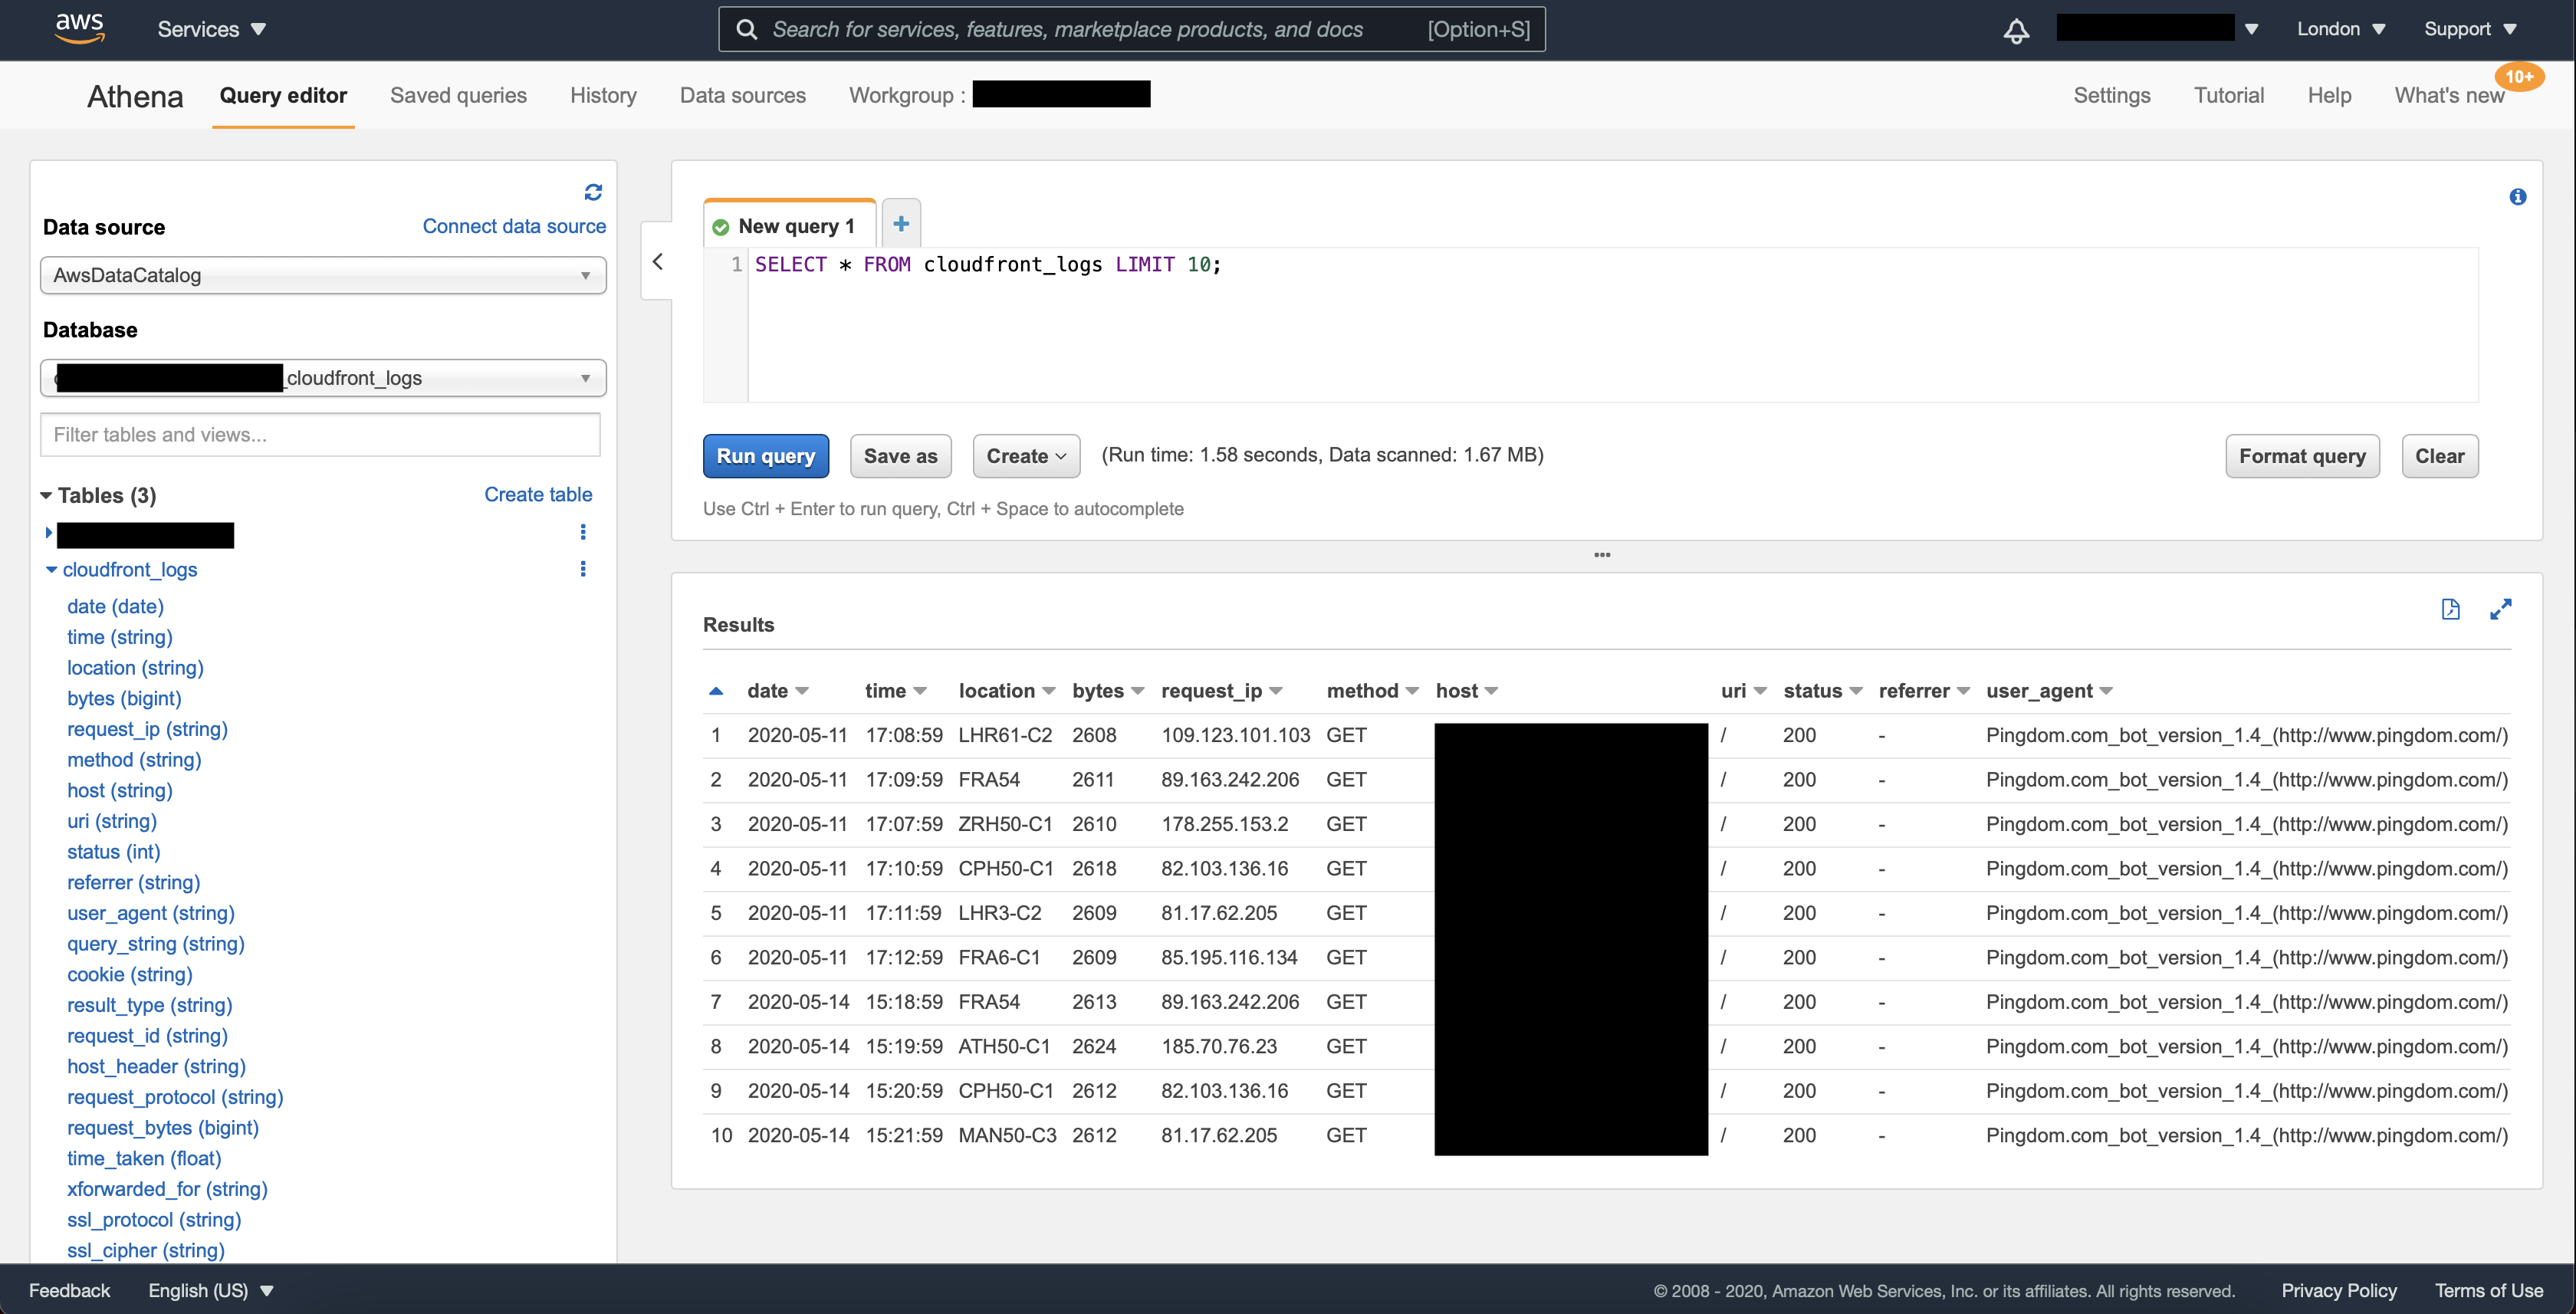 aws Services Search for services, features, marketplace products, and docs [Option+S] London Support
Athena Query editor Saved queries History Data sources Workgroup : Settings Tutorial Help What's new 10+
Data source Connect data source
AwsDataCatalog
Database
_cloudfront_logs
Filter tables and views...
Tables (3) Create table
cloudfront_logs
date (date)
time (string)
location (string)
bytes (bigint)
request_ip (string)
method (string)
host (string)
uri (string)
status (int)
referrer (string)
user_agent (string)
query_string (string)
cookie (string)
result_type (string)
request_id (string)
host_header (string)
request_protocol (string)
request_bytes (bigint)
time_taken (float)
xforwarded_for (string)
ssl_protocol (string)
ssl_cipher (string)
New query 1
1 SELECT * FROM cloudfront_logs LIMIT 10;
Run query Save as Create (Run time: 1.58 seconds, Data scanned: 1.67 MB) Format query Clear
Use Ctrl + Enter to run query, Ctrl + Space to autocomplete
Results
date time location bytes request_ip method host uri status referrer user_agent
1 2020-05-11 17:08:59 LHR61-C2 2608 109.123.101.103 GET / 200 - Pingdom.com_bot_version_1.4_(http://www.pingdom.com/)
2 2020-05-11 17:09:59 FRA54 2611 89.163.242.206 GET / 200 - Pingdom.com_bot_version_1.4_(http://www.pingdom.com/)
3 2020-05-11 17:07:59 ZRH50-C1 2610 178.255.153.2 GET / 200 - Pingdom.com_bot_version_1.4_(http://www.pingdom.com/)
4 2020-05-11 17:10:59 CPH50-C1 2618 82.103.136.16 GET / 200 - Pingdom.com_bot_version_1.4_(http://www.pingdom.com/)
5 2020-05-11 17:11:59 LHR3-C2 2609 81.17.62.205 GET / 200 - Pingdom.com_bot_version_1.4_(http://www.pingdom.com/)
6 2020-05-11 17:12:59 FRA6-C1 2609 85.195.116.134 GET / 200 - Pingdom.com_bot_version_1.4_(http://www.pingdom.com/)
7 2020-05-14 15:18:59 FRA54 2613 89.163.242.206 GET / 200 - Pingdom.com_bot_version_1.4_(http://www.pingdom.com/)
8 2020-05-14 15:19:59 ATH50-C1 2624 185.70.76.23 GET / 200 - Pingdom.com_bot_version_1.4_(http://www.pingdom.com/)
9 2020-05-14 15:20:59 CPH50-C1 2612 82.103.136.16 GET / 200 - Pingdom.com_bot_version_1.4_(http://www.pingdom.com/)
10 2020-05-14 15:21:59 MAN50-C3 2612 81.17.62.205 GET / 200 - Pingdom.com_bot_version_1.4_(http://www.pingdom.com/)
Feedback English (US) © 2008 - 2020, Amazon Web Services, Inc. or its affiliates. All rights reserved. Privacy Policy Terms of Use